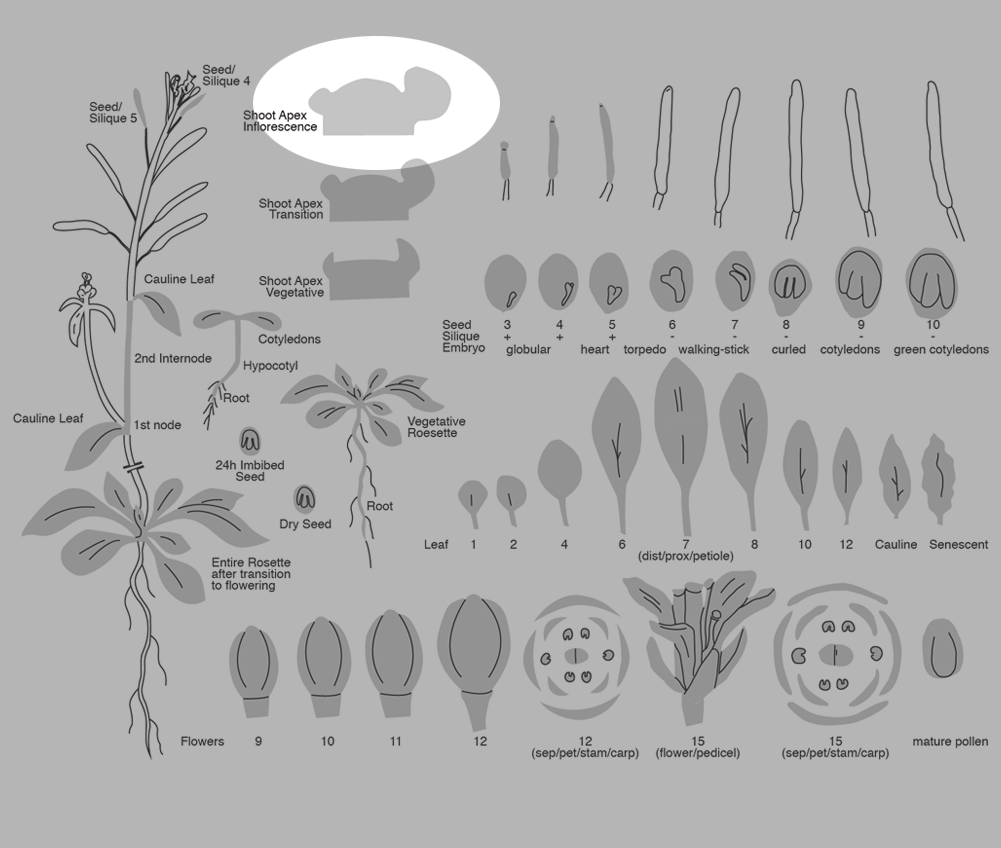 Seed/
Silique 4
Seed/
Silique 5
Shoot Apex
Inflorescence
Shoot Apex
Transition
Shoot Apex
Vegetative
Cauline Leaf
Cotyledons
2nd Internode
Hypocotyl
Root
Cauline Leaf
1st node
Vegetative
Roesette
24h Imbibed
Seed
Root
Dry Seed
Entire Rosette
after transition
to flowering
Seed 3 4 5 6 7 8 9 10
Silique + + + - - - - -
Embryo globular heart torpedo walking-stick curled cotyledons green cotyledons
Leaf 1 2 4 6 7 8 10 12 Cauline Senescent
(dist/prox/petiole)
Flowers 9 10 11 12 12 15 15 mature pollen
(sep/pet/stam/carp) (flower/pedicel) (sep/pet/stam/carp)